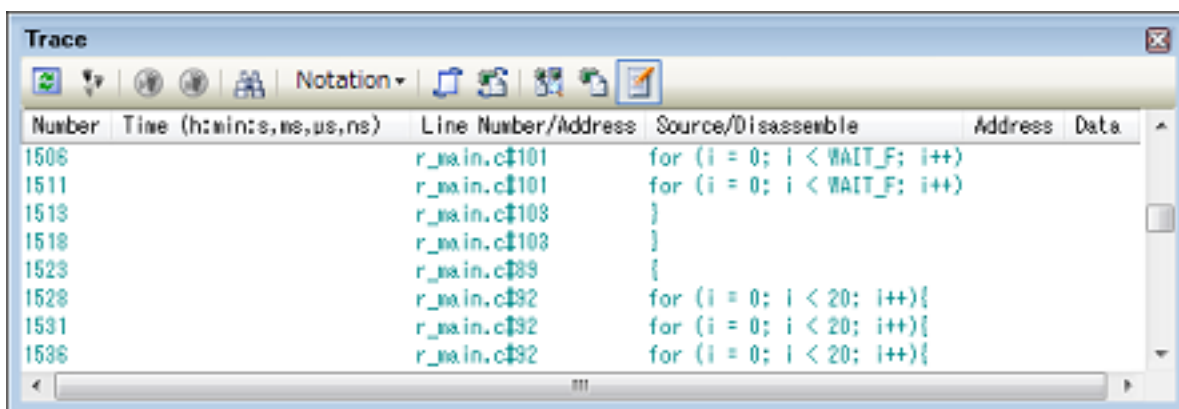 Trace
Notation
Number Time (h:min:s,ms,µs,ns) Line Number/Address Source/Disassemble Address Data
1506 r_main.c‡101 for (i = 0; i < WAIT_F; i++)
1511 r_main.c‡101 for (i = 0; i < WAIT_F; i++)
1513 r_main.c‡103 }
1518 r_main.c‡103 }
1523 r_main.c‡89 {
1528 r_main.c‡92 for (i = 0; i < 20; i++){
1531 r_main.c‡92 for (i = 0; i < 20; i++){
1536 r_main.c‡92 for (i = 0; i < 20; i++){